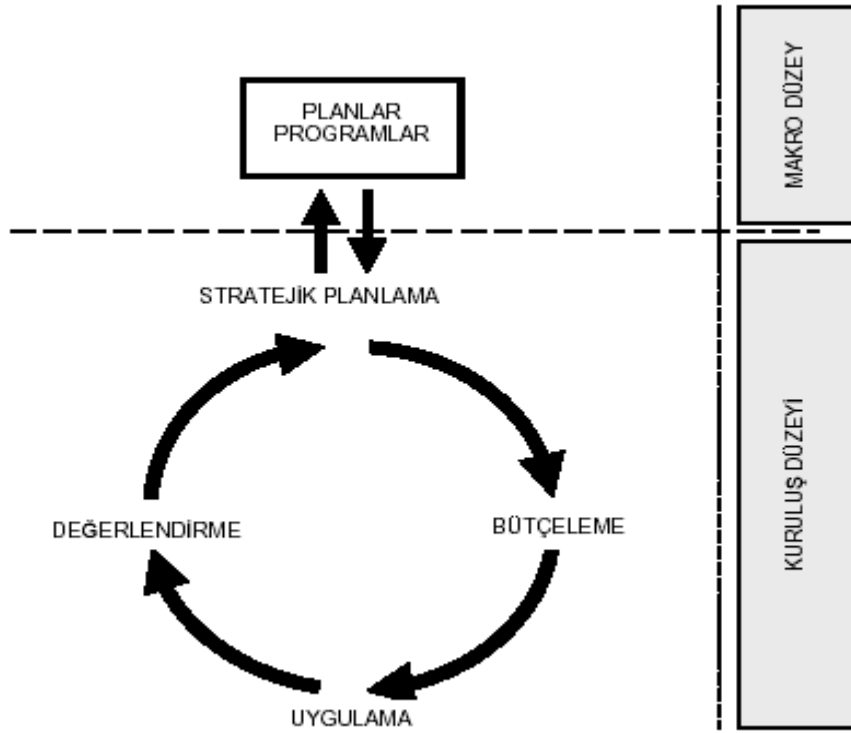 PLANLAR
PROGRAMLAR
MAKRO DÜZEY
STRATEJİK PLANLAMA
DEĞERLENDİRME
BÜTÇELEME
KURULUŞ DÜZEYİ
UYGULAMA